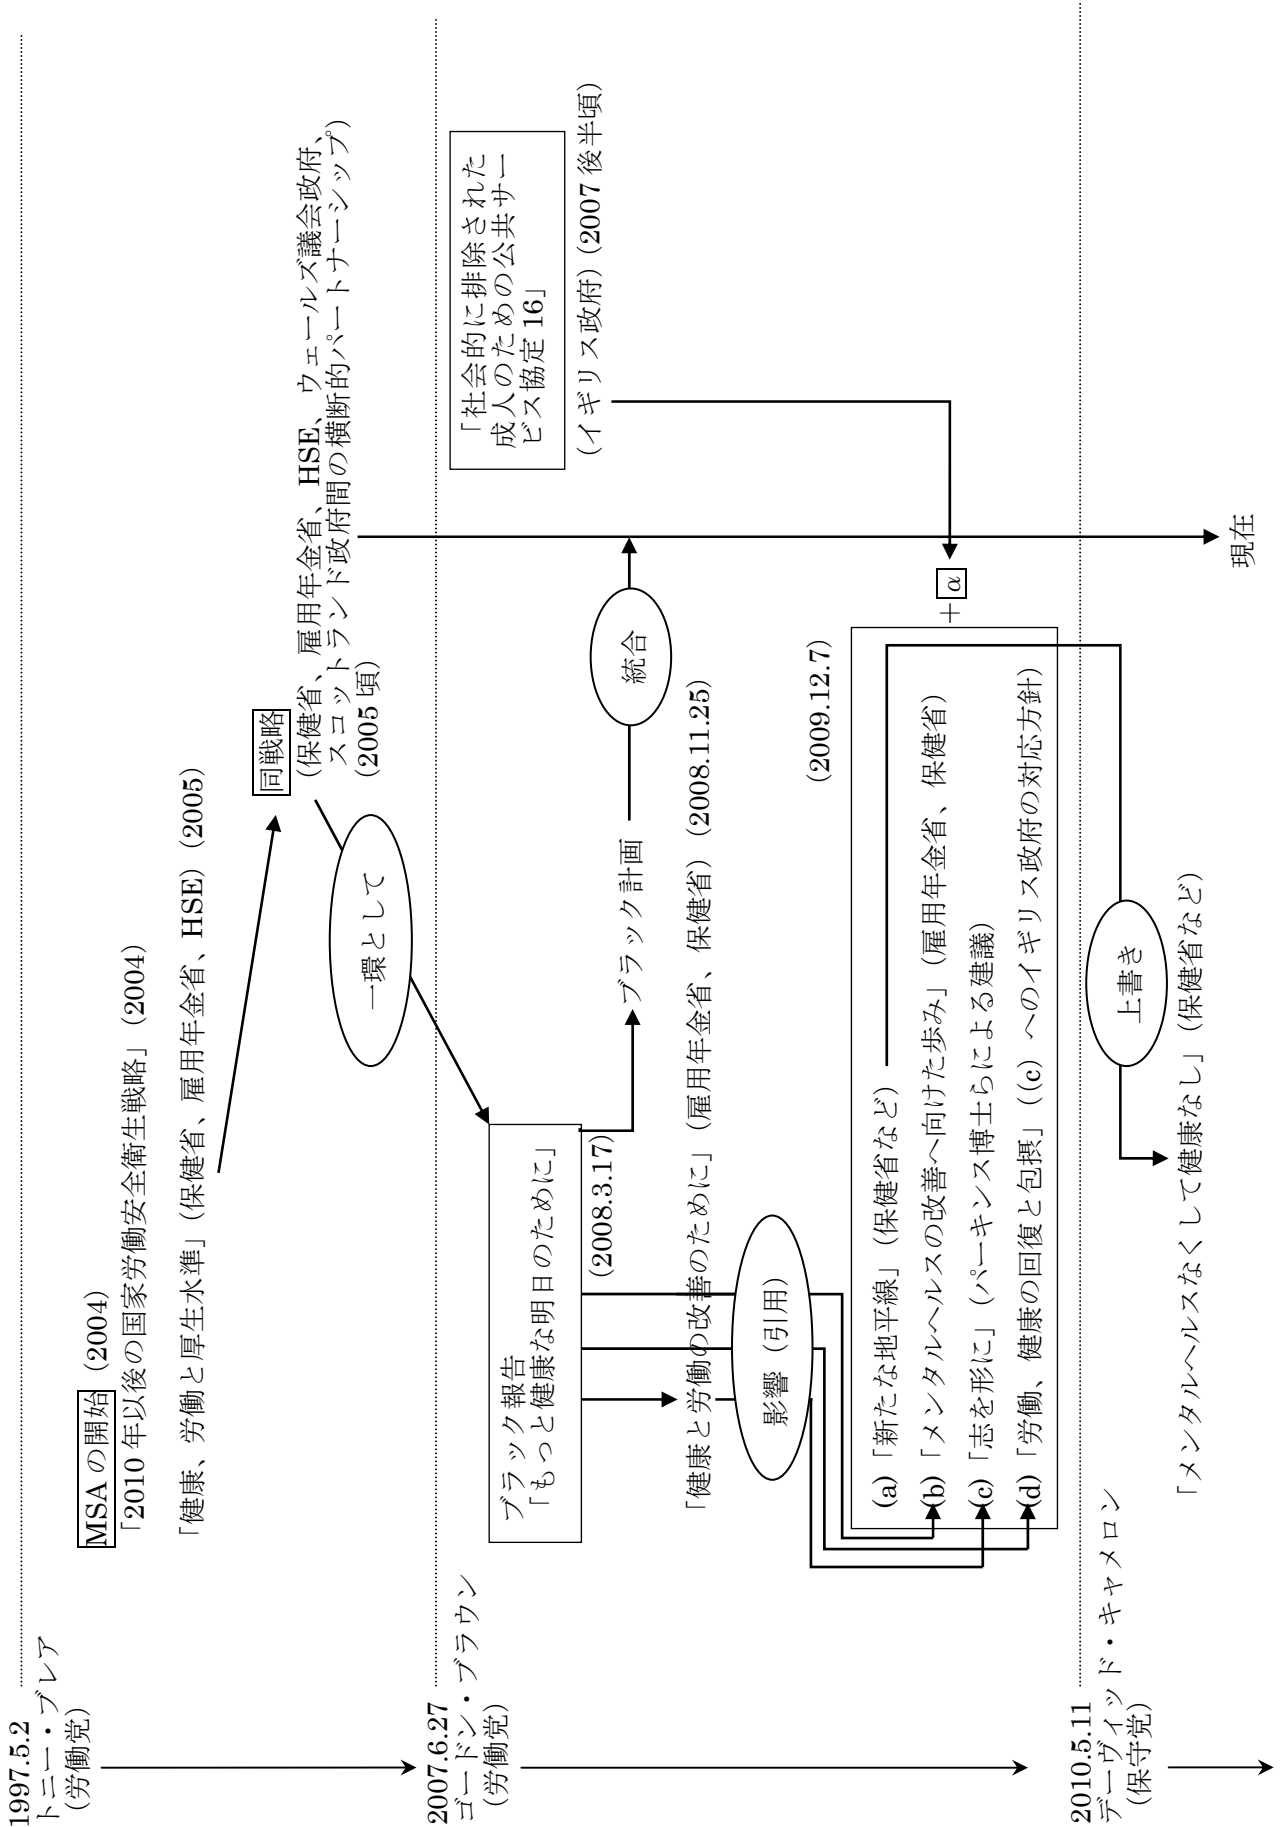 1997.5.2
トニー・ブレア
（労働党）
MSA の開始（2004）
「2010 年以後の国家労働安全衛生戦略」（2004）
「健康、労働と厚生水準」（保健省、雇用年金省、HSE）（2005）
同戦略
（保健省、雇用年金省、HSE、ウェールズ議会政府、
スコットランド政府間の横断的パートナーシップ）
（2005 頃）
一環として
2007.6.27
ゴードン・ブラウン
（労働党）
「社会的に排除された
成人のための公共サー
ビス協定 16」
（イギリス政府）（2007 後半頃）
ブラック報告
「もっと健康な明日のために」
（2008.3.17）
ブラック計画
統合
「健康と労働の改善のために」（雇用年金省、保健省）（2008.11.25）
影響（引用）
（2009.12.7）
(a)「新たな地平線」（保健省など）
(b)「メンタルヘルスの改善へ向けた歩み」（雇用年金省、保健省）
(c)「志を形に」（パーキンス博士らによる建議）
(d)「労働、健康の回復と包摂」（(c) へのイギリス政府の対応方針）
＋α
2010.5.11
デーヴィッド・キャメロン
（保守党）
上書き
「メンタルヘルスなくして健康なし」（保健省など）
現在